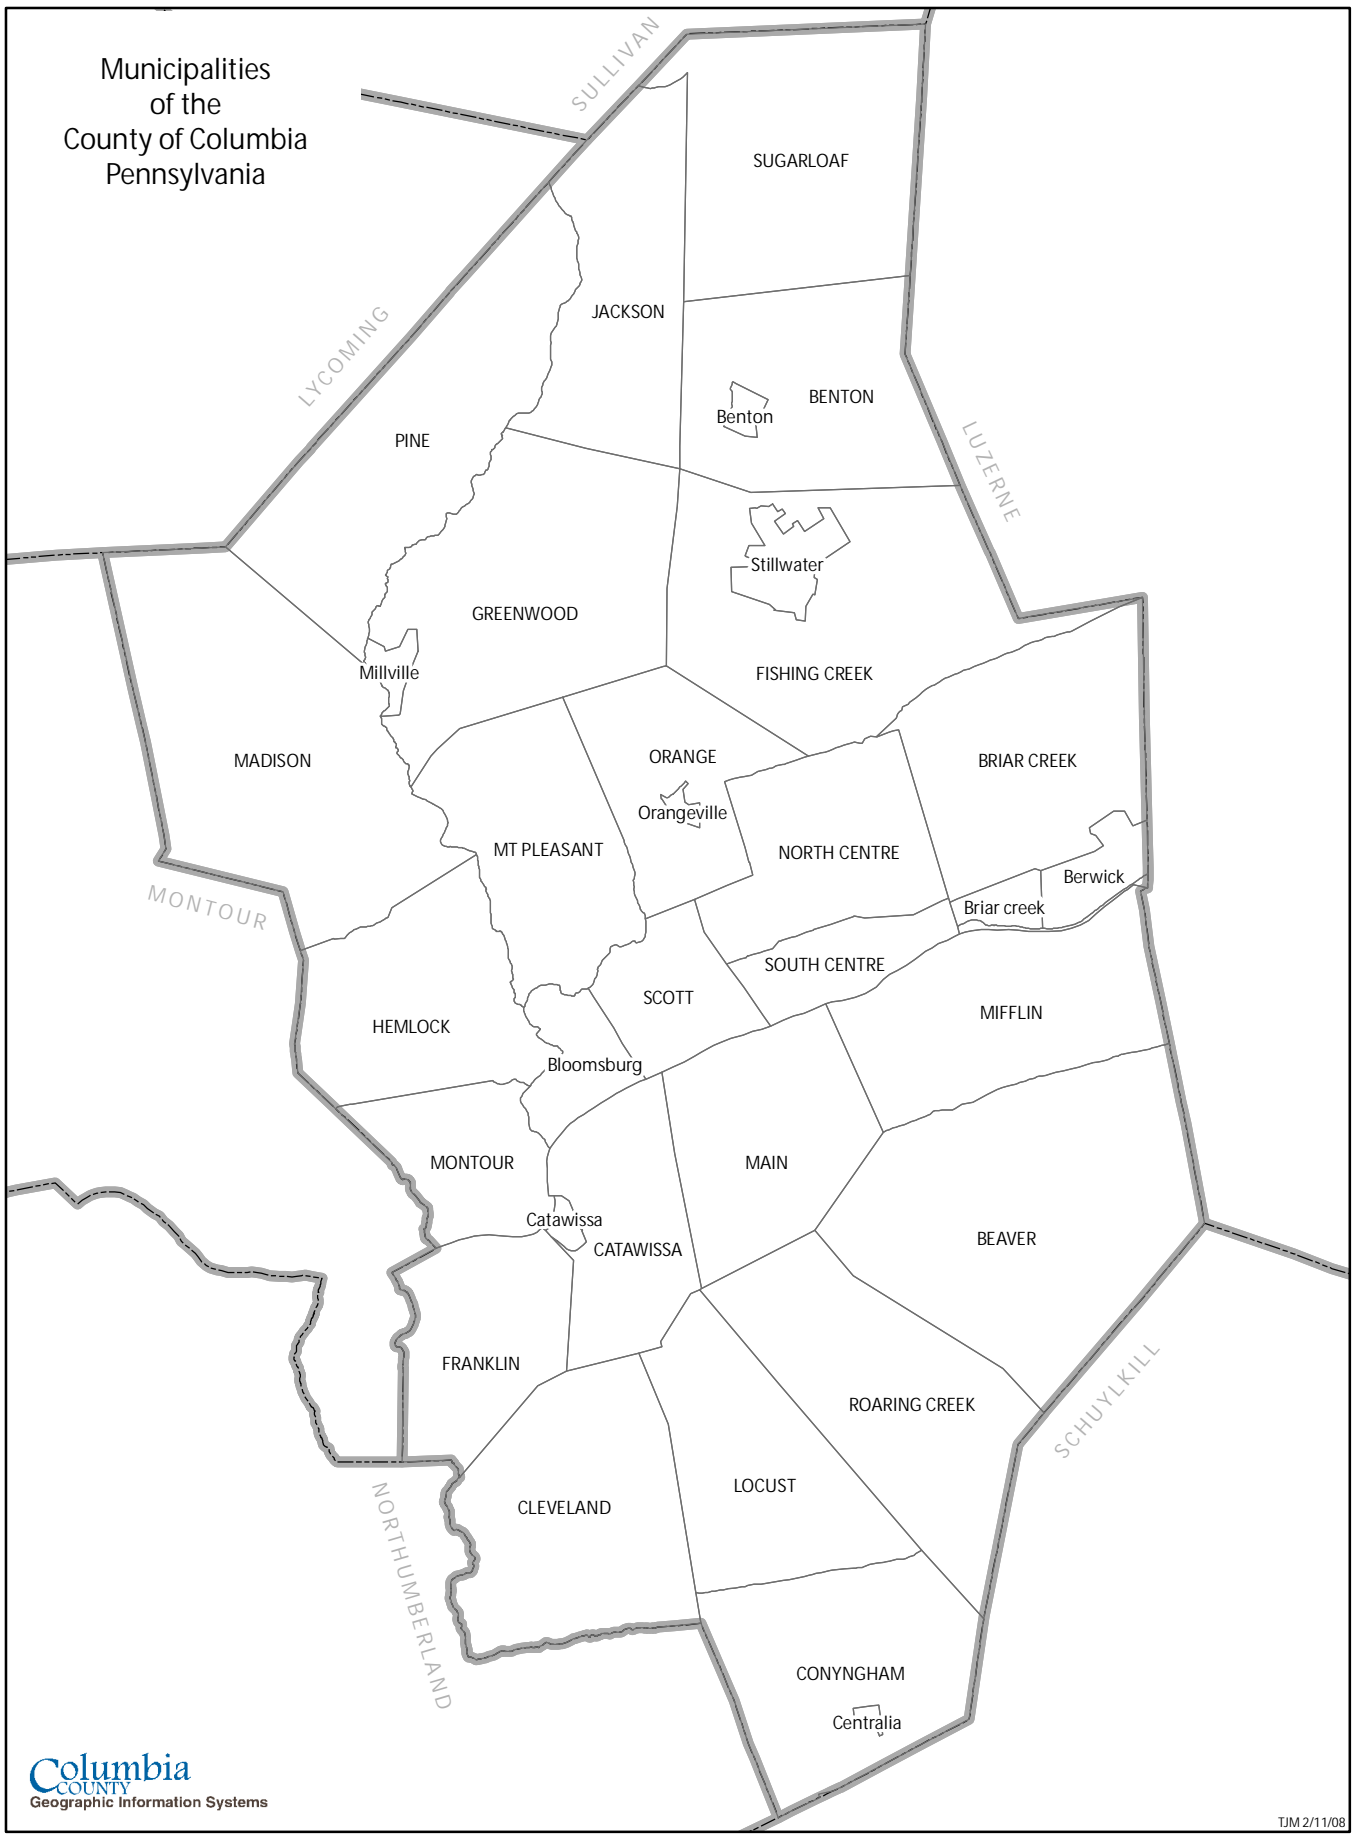 Municipalities
of the
County of Columbia
Pennsylvania
SULLIVAN
SUGARLOAF
LYCOMING
JACKSON
BENTON
Benton
PINE
LUZERNE
Stillwater
GREENWOOD
Millville
FISHING CREEK
MADISON
ORANGE
BRIAR CREEK
Orangeville
MT PLEASANT
NORTH CENTRE
Berwick
MONTOUR
Briar creek
SOUTH CENTRE
SCOTT
MIFFLIN
HEMLOCK
Bloomsburg
MONTOUR
MAIN
Catawissa
BEAVER
CATAWISSA
FRANKLIN
SCHUYLKILL
ROARING CREEK
LOCUST
CLEVELAND
NORTHUMBERLAND
CONYNGHAM
Centralia
Columbia
COUNTY
Geographic Information Systems
TJM 2/11/08